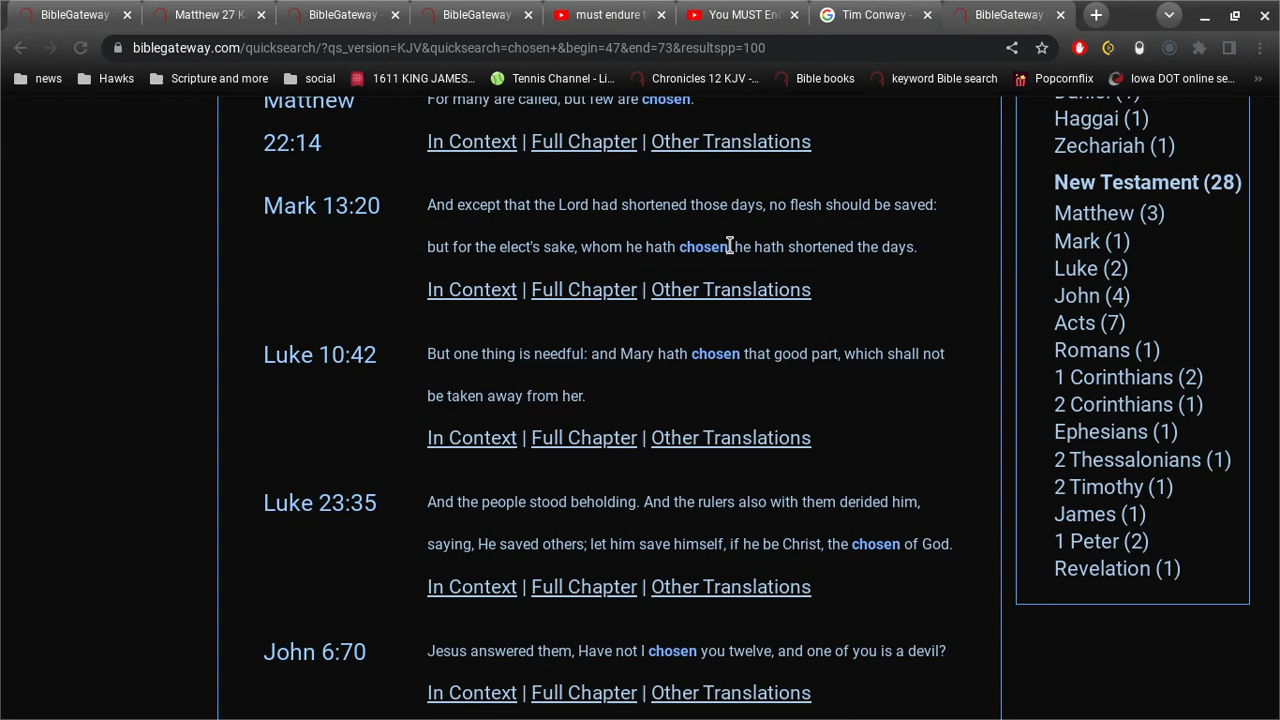 BibleGateway
Matthew 27 K
BibleGateway
BibleGateway
must endure t
You MUST En
Tim Conway -
BibleGateway
biblegateway.com/quicksearch/?qs_version=KJV&quicksearch=chosen+&begin=47&end=73&resultspp=100
news
Hawks
Scripture and more
social
1611 KING JAMES...
Tennis Channel - Li...
Chronicles 12 KJV -...
Bible books
keyword Bible search
Popcornflix
Iowa DOT online se...
»
Matthew
22:14
For many are called, but few are chosen.
In Context | Full Chapter | Other Translations
Mark 13:20
And except that the Lord had shortened those days, no flesh should be saved:
but for the elect's sake, whom he hath chosen, he hath shortened the days.
In Context | Full Chapter | Other Translations
Luke 10:42
But one thing is needful: and Mary hath chosen that good part, which shall not
be taken away from her.
In Context | Full Chapter | Other Translations
Luke 23:35
And the people stood beholding. And the rulers also with them derided him,
saying, He saved others; let him save himself, if he be Christ, the chosen of God.
In Context | Full Chapter | Other Translations
John 6:70
Jesus answered them, Have not I chosen you twelve, and one of you is a devil?
In Context | Full Chapter | Other Translations
Daniel (1)
Haggai (1)
Zechariah (1)
New Testament (28)
Matthew (3)
Mark (1)
Luke (2)
John (4)
Acts (7)
Romans (1)
1 Corinthians (2)
2 Corinthians (1)
Ephesians (1)
2 Thessalonians (1)
2 Timothy (1)
James (1)
1 Peter (2)
Revelation (1)